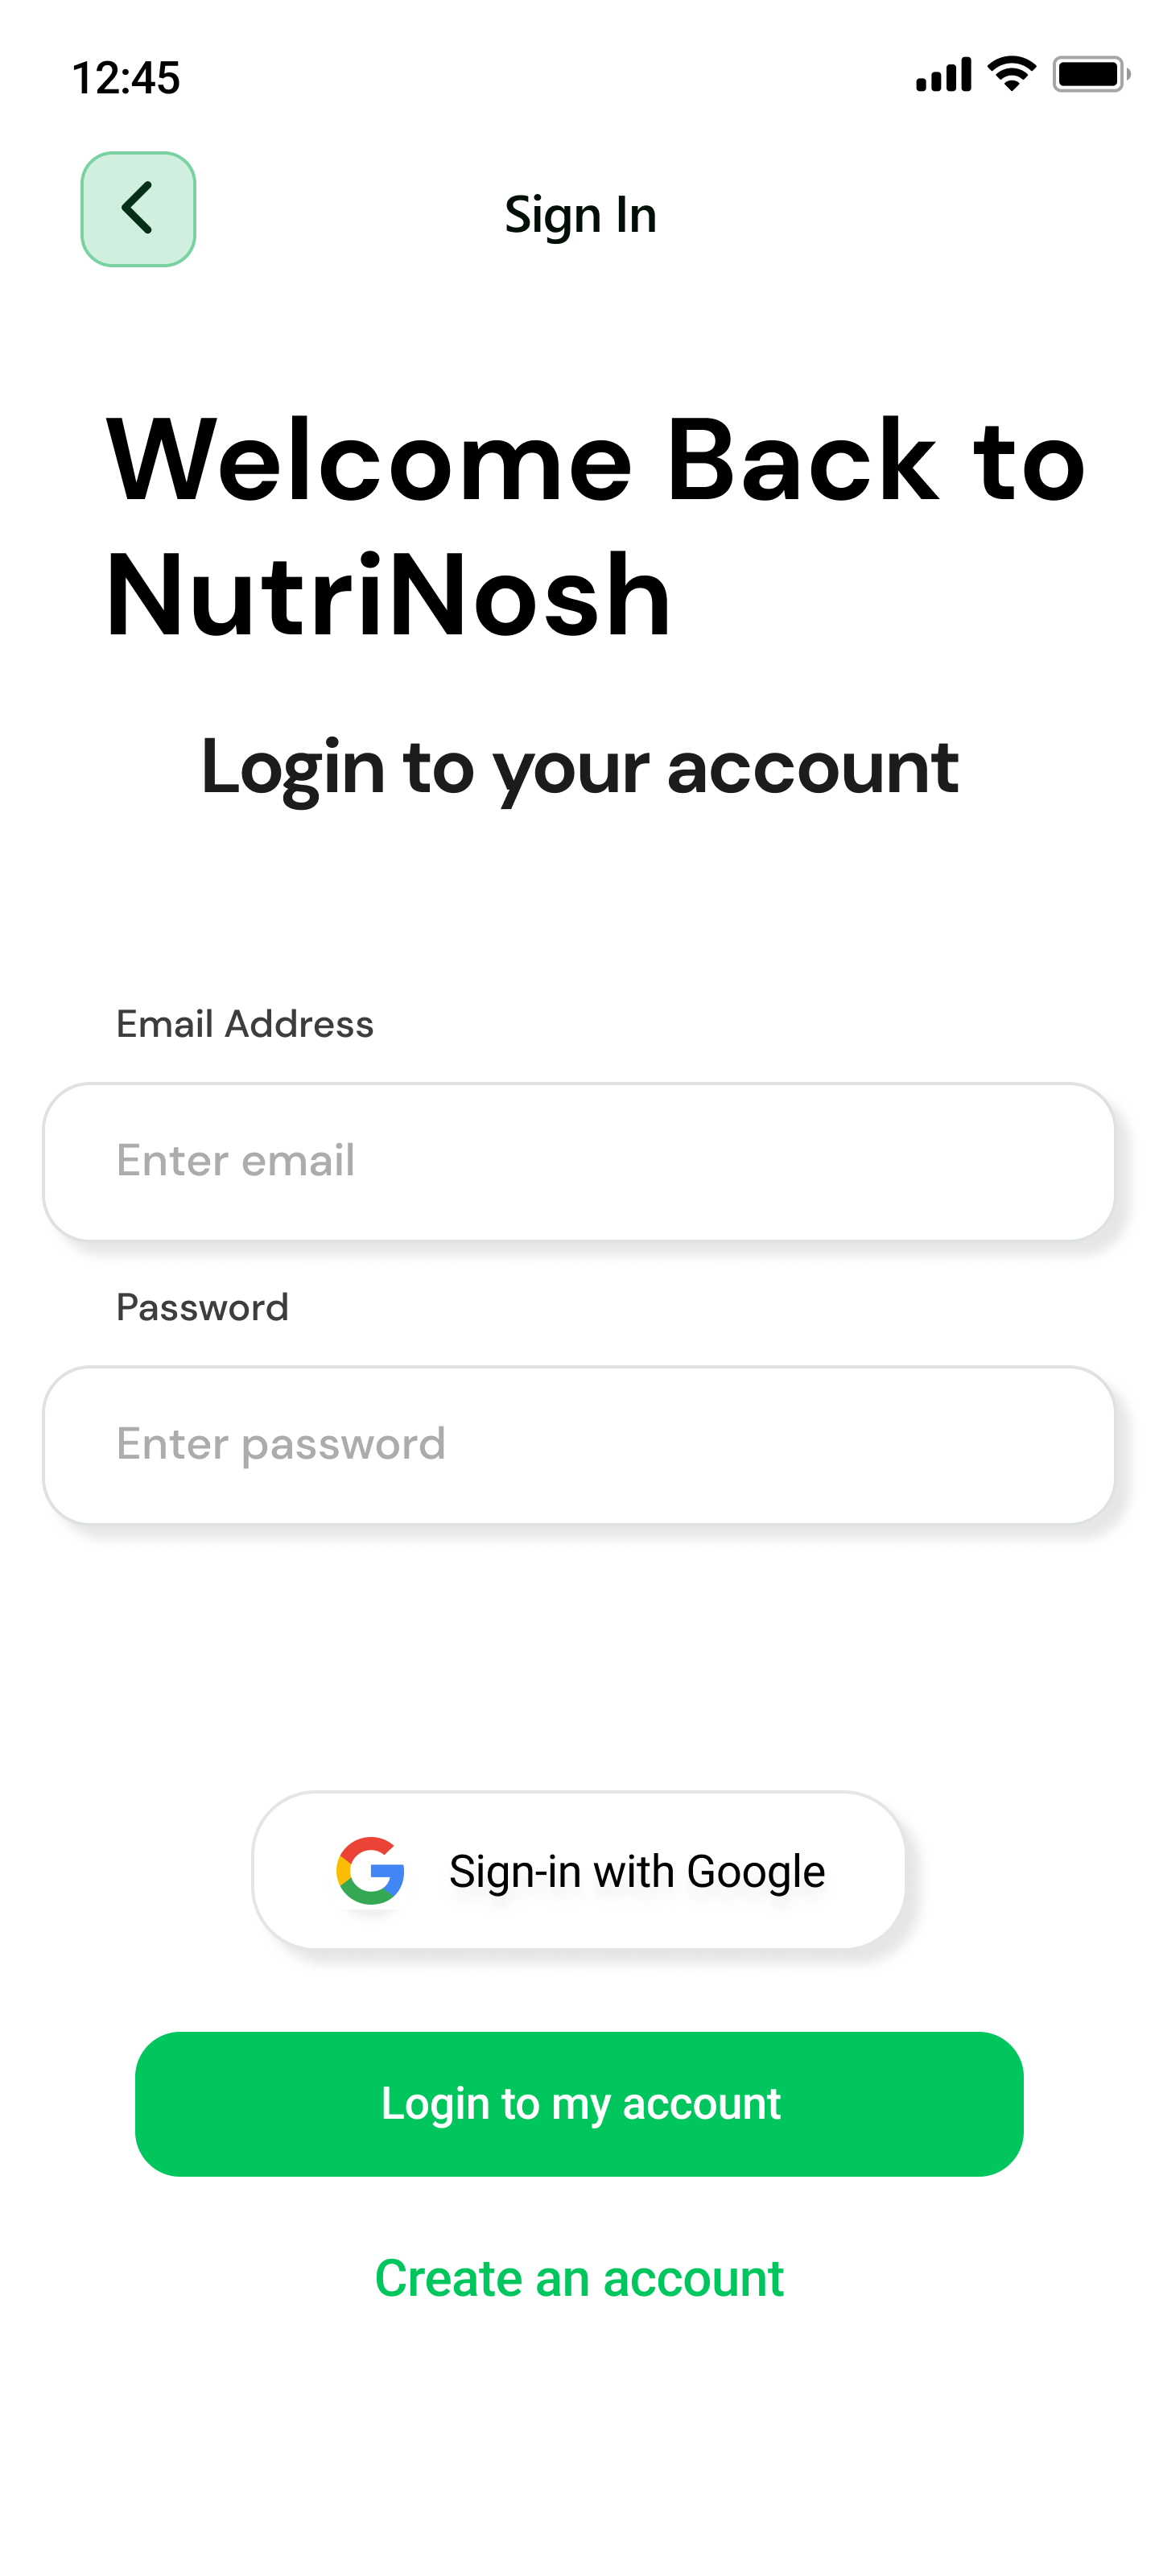 12:45
Sign In
Welcome Back to
NutriNosh
Login to your account
Email Address
Enter email
Password
Enter password
Sign-in with Google
Login to my account
Create an account